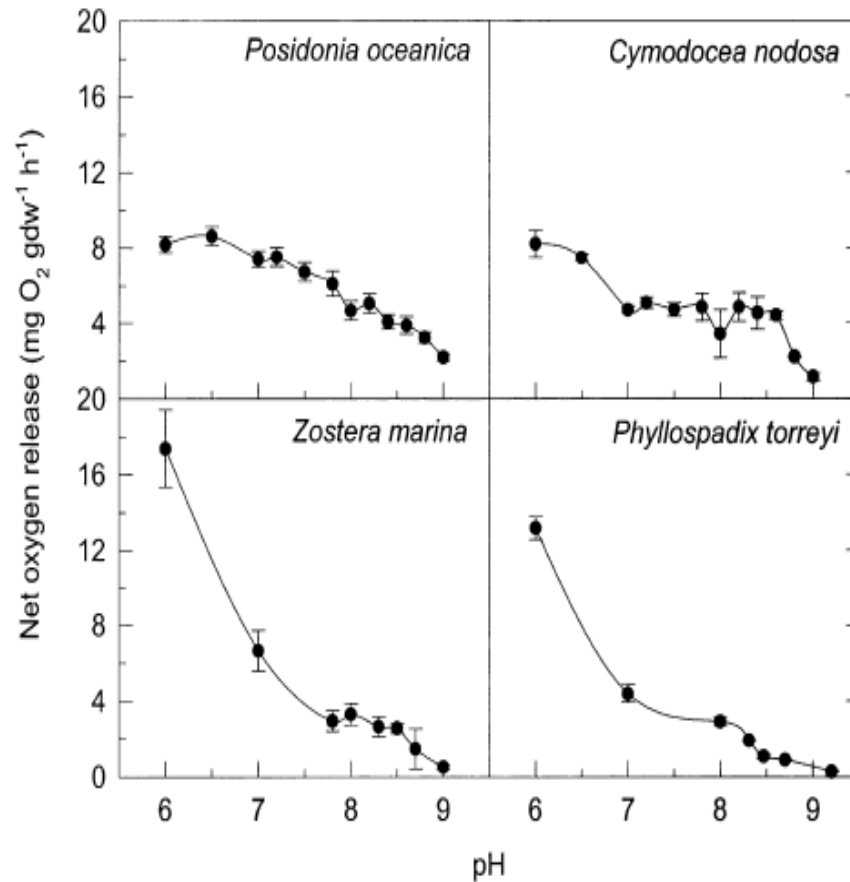 Net oxygen release (mg O₂ gdw⁻¹ h⁻¹)
20
16
12
8
4
20
16
12
8
4
0
Posidonia oceanica
Cymodocea nodosa
Zostera marina
Phyllospadix torreyi
6 7 8 9 6 7 8 9
pH